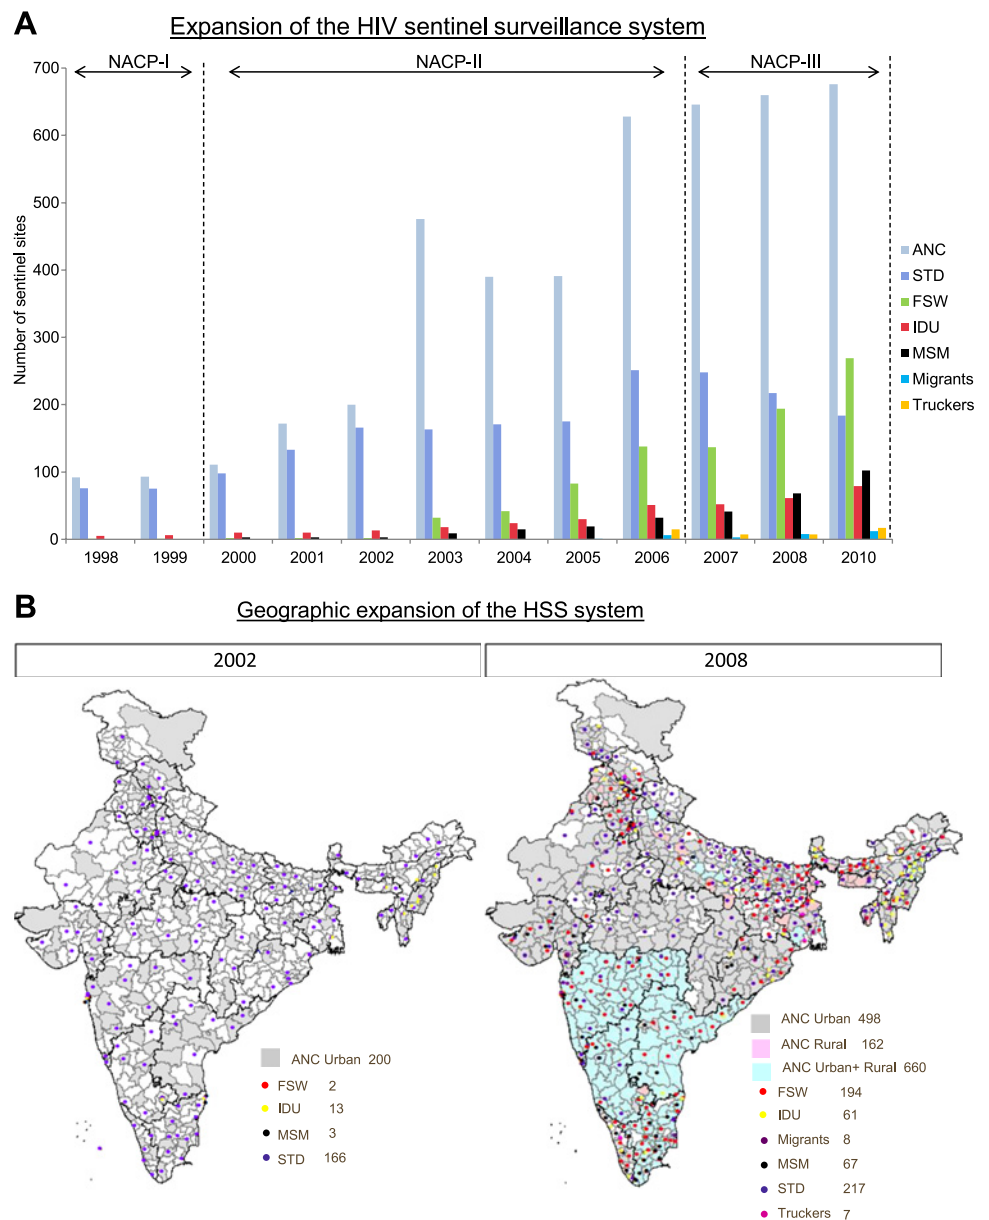 A
Expansion of the HIV sentinel surveillance system
NACP-I NACP-II NACP-III
Number of sentinel sites
700
600
500
400
300
200
100
0
1998 1999 2000 2001 2002 2003 2004 2005 2006 2007 2008 2010
ANC
STD
FSW
IDU
MSM
Migrants
Truckers
B
Geographic expansion of the HSS system
2002 2008
ANC Urban 200
FSW 2
IDU 13
MSM 3
STD 166
ANC Urban 498
ANC Rural 162
ANC Urban+ Rural 660
FSW 194
IDU 61
Migrants 8
MSM 67
STD 217
Truckers 7